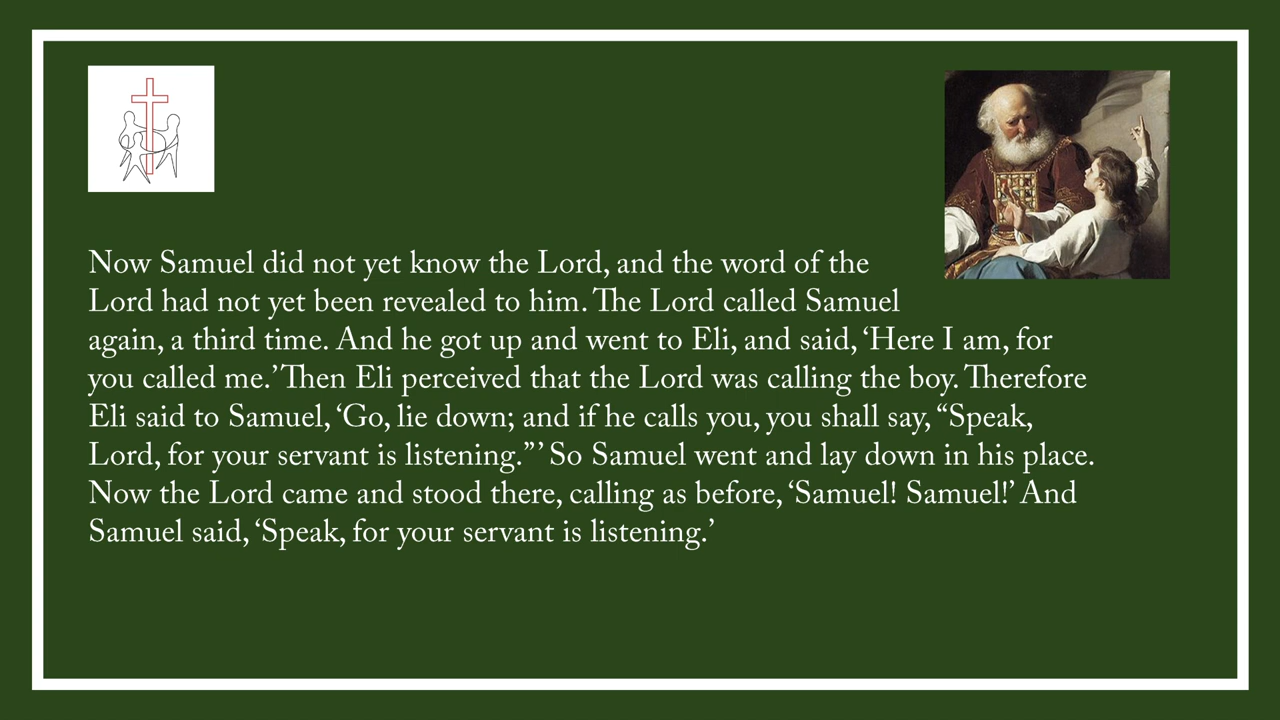 Now Samuel did not yet know the Lord, and the word of the
Lord had not yet been revealed to him. The Lord called Samuel
again, a third time. And he got up and went to Eli, and said, ‘Here I am, for
you called me.’ Then Eli perceived that the Lord was calling the boy. Therefore
Eli said to Samuel, ‘Go, lie down; and if he calls you, you shall say, “Speak,
Lord, for your servant is listening.”’ So Samuel went and lay down in his place.
Now the Lord came and stood there, calling as before, ‘Samuel! Samuel!’ And
Samuel said, ‘Speak, for your servant is listening.’